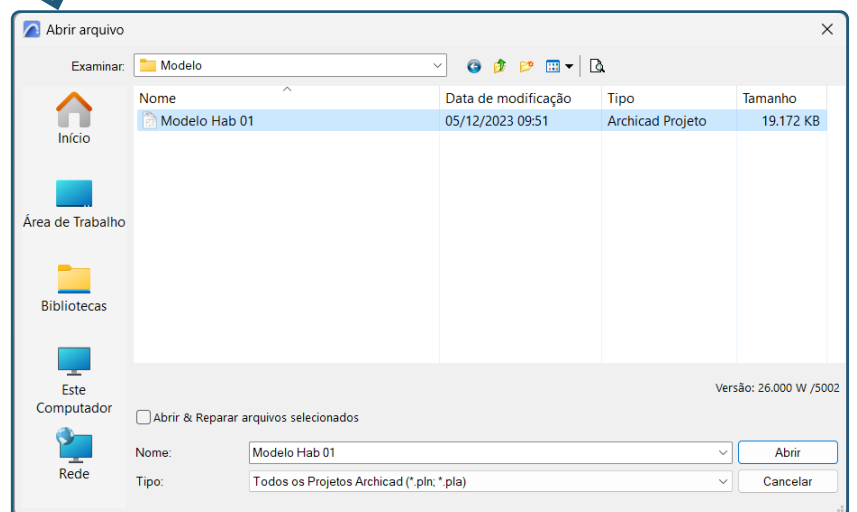 Abrir arquivo
Examinar: Modelo
Nome Data de modificação Tipo Tamanho
Modelo Hab 01 05/12/2023 09:51 Archicad Projeto 19.172 KB
Início
Área de Trabalho
Bibliotecas
Este
Computador
Rede
Versão: 26.000 W /5002
Abrir & Reparar arquivos selecionados
Nome: Modelo Hab 01 Abrir
Tipo: Todos os Projetos Archicad (*.pln; *.pla) Cancelar